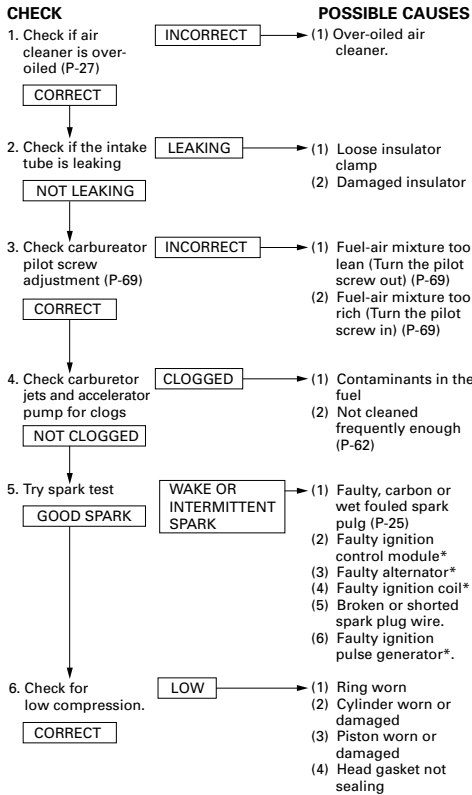 CHECK
POSSIBLE CAUSES
1. Check if air
cleaner is over-
oiled (P-27)
INCORRECT
(1) Over-oiled air
cleaner.
CORRECT
2. Check if the intake
tube is leaking
LEAKING
(1) Loose insulator
clamp
(2) Damaged insulator
NOT LEAKING
3. Check carbureator
pilot screw
adjustment (P-69)
INCORRECT
(1) Fuel-air mixture too
lean (Turn the pilot
screw out) (P-69)
(2) Fuel-air mixture too
rich (Turn the pilot
screw in) (P-69)
CORRECT
4. Check carburetor
jets and accelerator
pump for clogs
CLOGGED
(1) Contaminants in the
fuel
(2) Not cleaned
frequently enough
(P-62)
NOT CLOGGED
5. Try spark test
WAKE OR
INTERMITTENT
SPARK
(1) Faulty, carbon or
wet fouled spark
pulg (P-25)
(2) Faulty ignition
control module*
(3) Faulty alternator*
(4) Faulty ignition coil*
(5) Broken or shorted
spark plug wire.
(6) Faulty ignition
pulse generator*.
GOOD SPARK
6. Check for
low compression.
LOW
(1) Ring worn
(2) Cylinder worn or
damaged
(3) Piston worn or
damaged
(4) Head gasket not
sealing
CORRECT